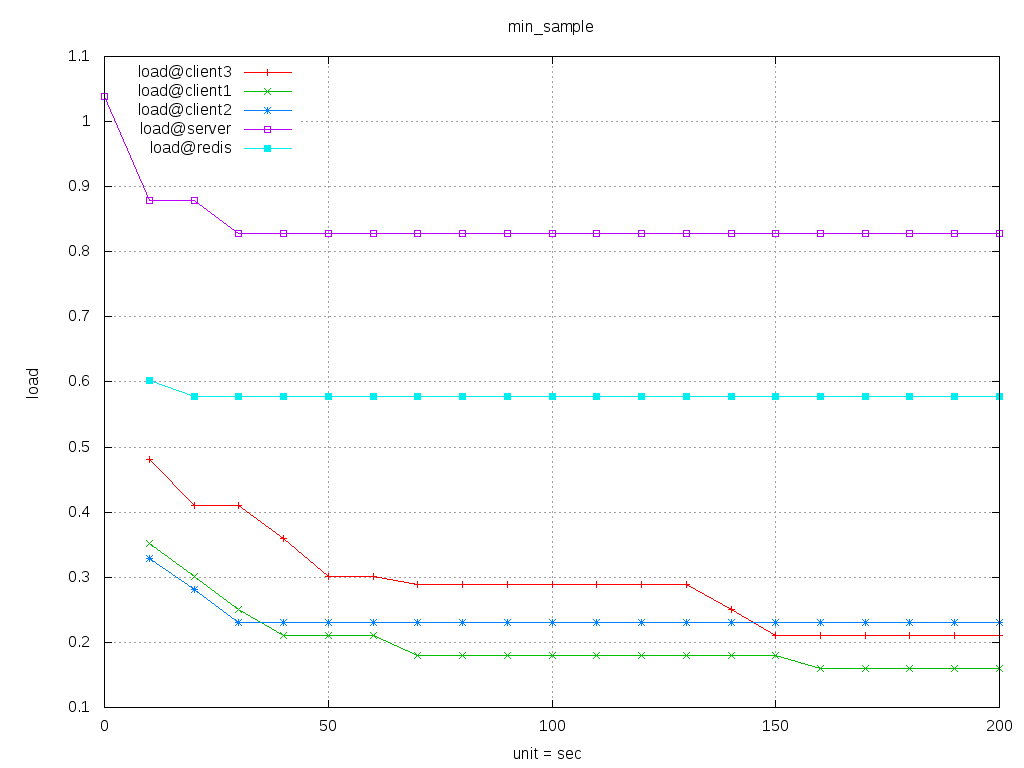 min_sample
load@client3
load@client1
load@client2
load@server
load@redis
1.1
1
0.9
0.8
0.7
0.6
0.5
0.4
0.3
0.2
0.1
load
0 50 100 150 200
unit = sec